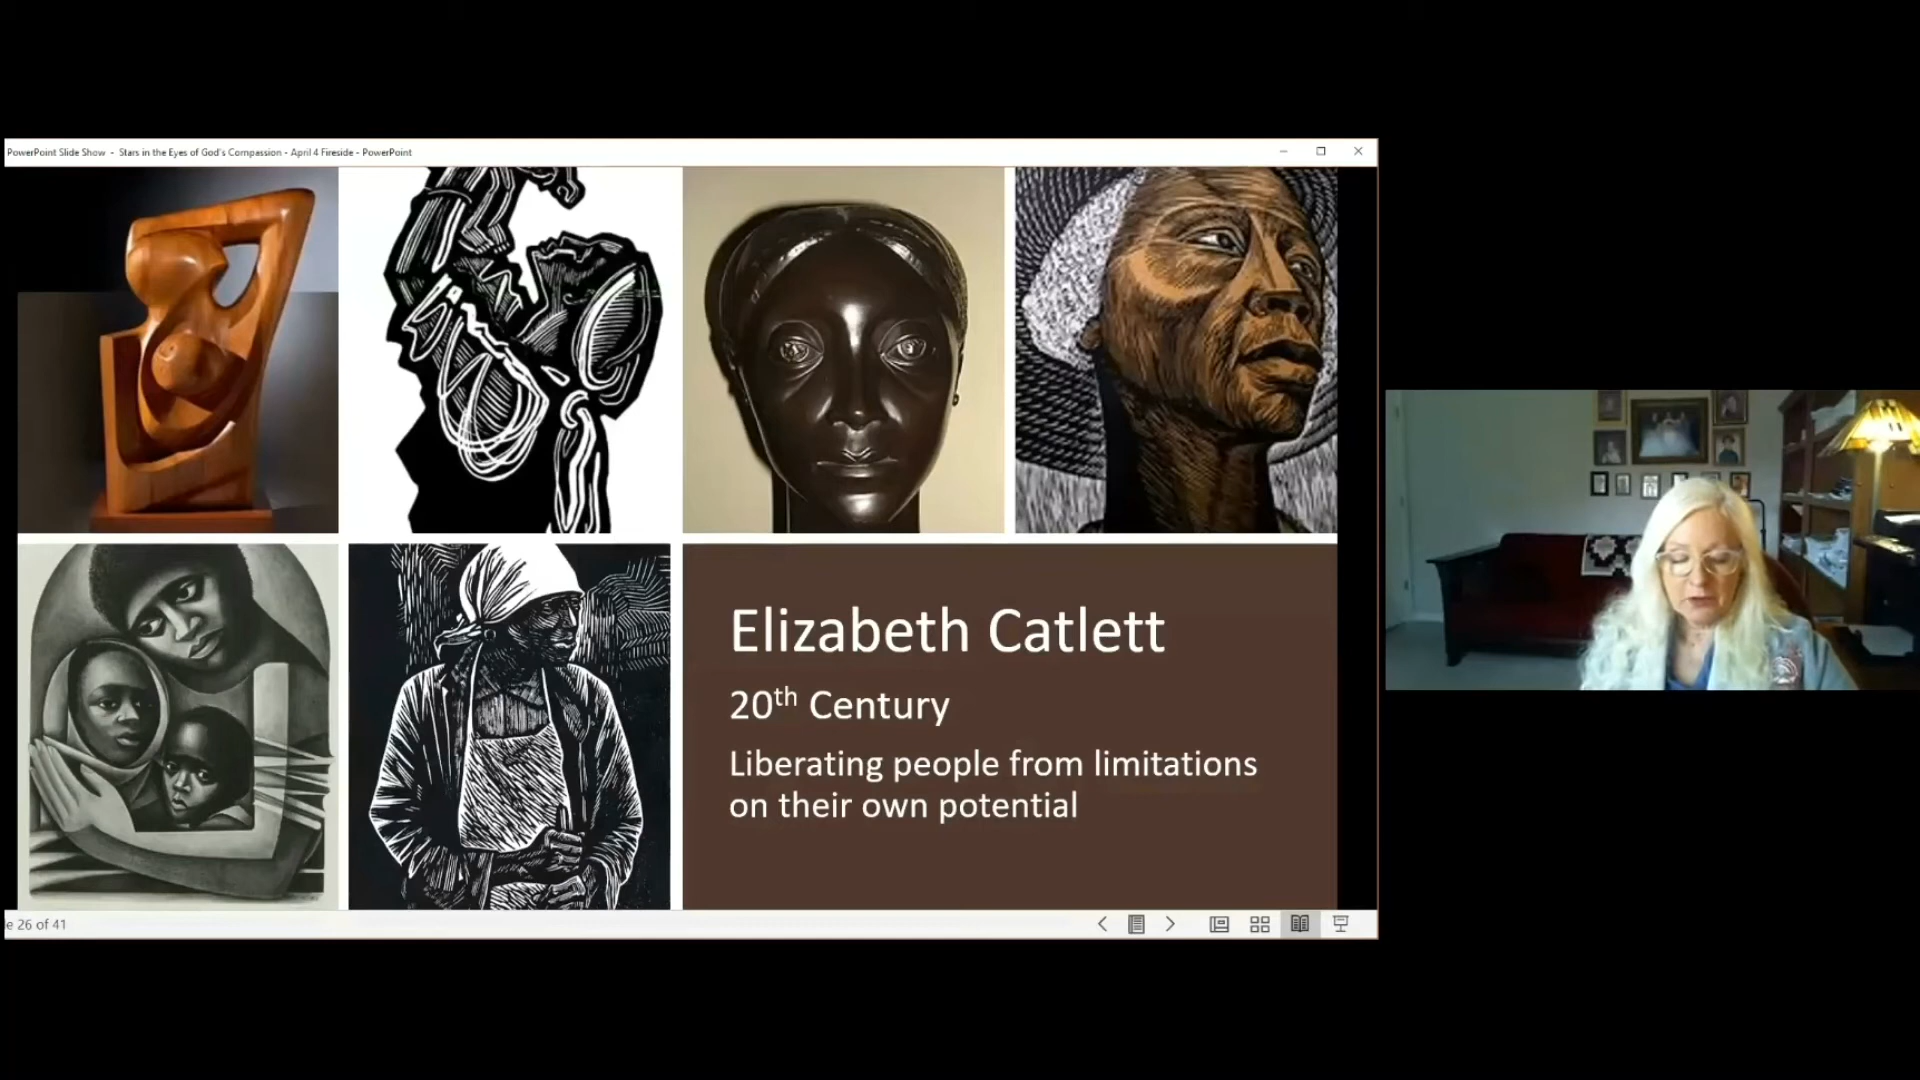 PowerPoint Slide Show - Stars in the Eyes of God's Compassion - April 4 Fireside - PowerPoint
Elizabeth Catlett
20th Century
Liberating people from limitations
on their own potential
e 26 of 41